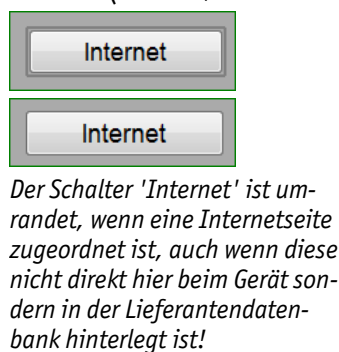 Internet
Internet
Der Schalter 'Internet' ist um-
randet, wenn eine Internetseite
zugeordnet ist, auch wenn diese
nicht direkt hier beim Gerät son-
dern in der Lieferantendaten-
bank hinterlegt ist!